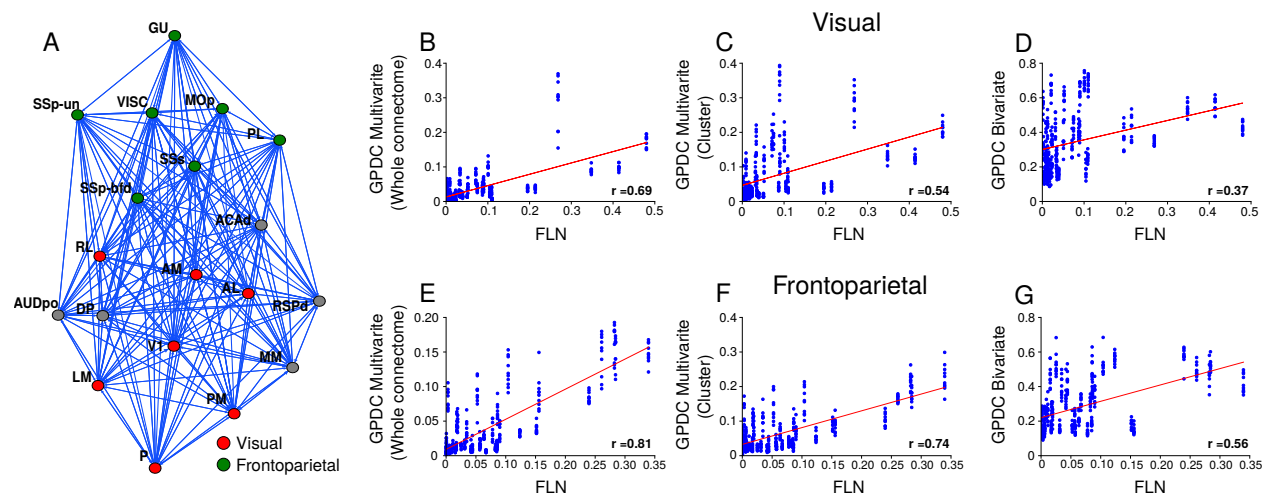 A
GU
SSp-un
VISC
MOp
PL
SSs
SSp-bfd
ACAd
RL
AM
AL
AUDpo
DP
RSPd
V1
MM
LM
PM
P
Visual
Frontoparietal
Visual
B
GPDC Multivarite
(Whole connectome)
0.4
0.3
0.2
0.1
0
0
0.1
0.2
0.3
0.4
0.5
r =0.69
FLN
C
GPDC Multivarite
(Cluster)
0.4
0.3
0.2
0.1
0
0
0.1
0.2
0.3
0.4
0.5
r =0.54
FLN
D
GPDC Bivariate
0.8
0.6
0.4
0.2
0
0
0.1
0.2
0.3
0.4
0.5
r =0.37
FLN
Frontoparietal
E
GPDC Multivarite
(Whole connectome)
0.20
0.15
0.10
0.05
0
0
0.05
0.10
0.15
0.20
0.25
0.30
0.35
r =0.81
FLN
F
GPDC Multivarite
(Cluster)
0.4
0.3
0.2
0.1
0
0
0.05
0.10
0.15
0.20
0.25
0.30
0.35
r =0.74
FLN
G
GPDC Bivariate
0.8
0.6
0.4
0.2
0
0
0.05
0.10
0.15
0.20
0.25
0.30
0.35
r =0.56
FLN